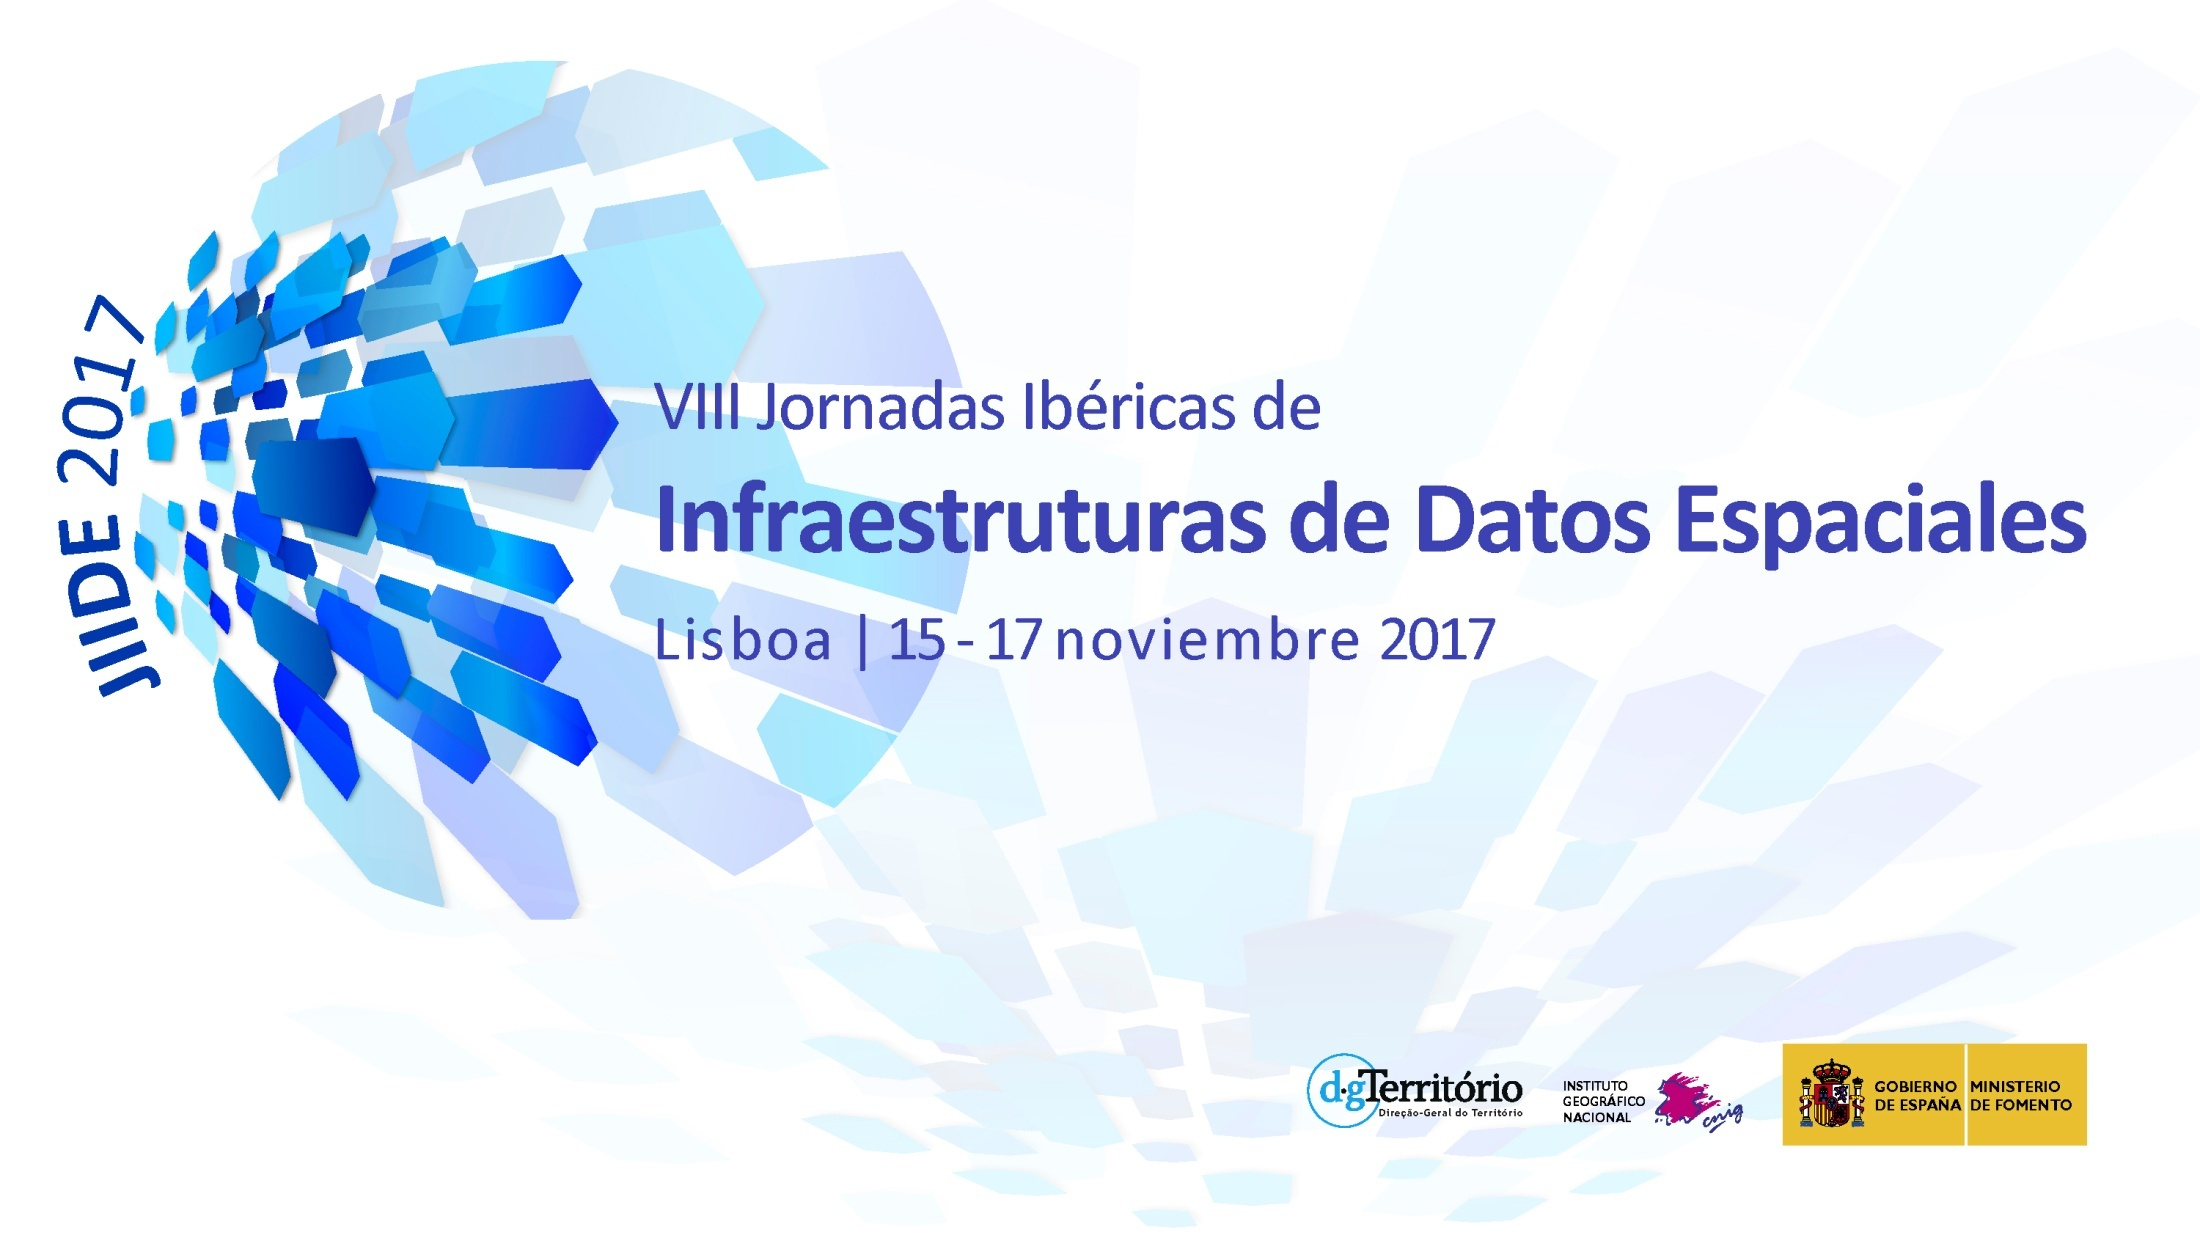 JIIDE 2017
VIII Jornadas Ibéricas de
Infraestruturas de Datos Espaciales
Lisboa | 15 - 17 noviembre 2017
d·gTerritório
Direção-Geral do Território
INSTITUTO
GEOGRÁFICO
NACIONAL
cnig
GOBIERNO
DE ESPAÑA
MINISTERIO
DE FOMENTO